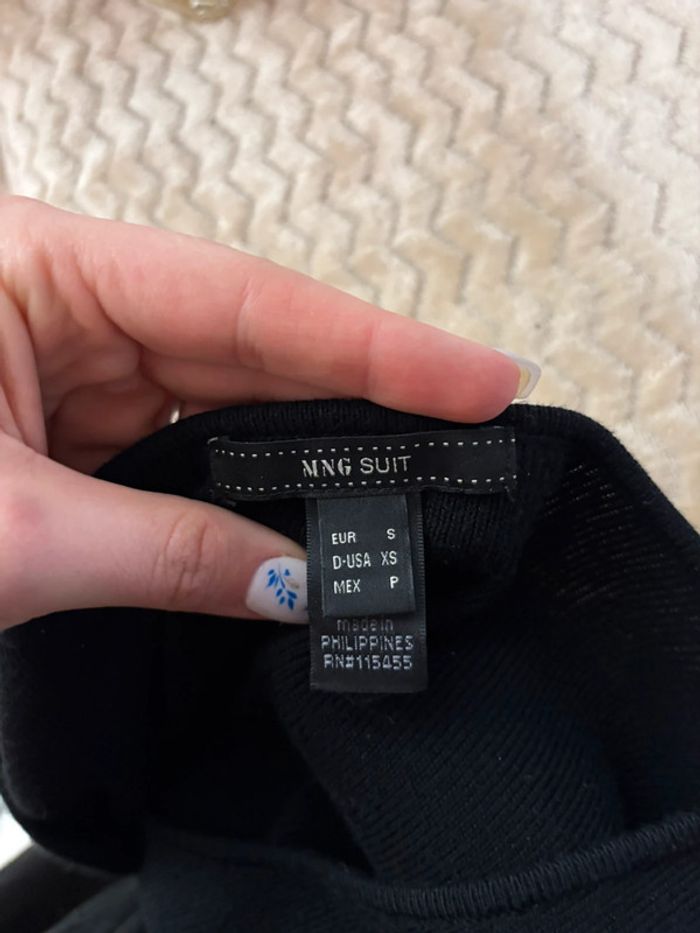 MNG SUIT
EUR S
D-USA XS
MEX P
made in
PHILIPPINES
RN#115455